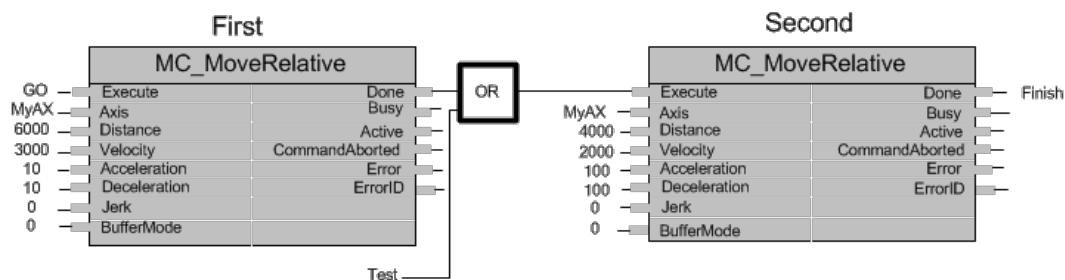 First
MC_MoveRelative
GO Execute Done
MyAX Axis Busy
6000 Distance Active
3000 Velocity CommandAborted
10 Acceleration Error
10 Deceleration ErrorID
0 Jerk
0 BufferMode
OR
Test
Second
MC_MoveRelative
Execute Done Finish
MyAX Axis Busy
4000 Distance Active
2000 Velocity CommandAborted
100 Acceleration Error
100 Deceleration ErrorID
0 Jerk
0 BufferMode